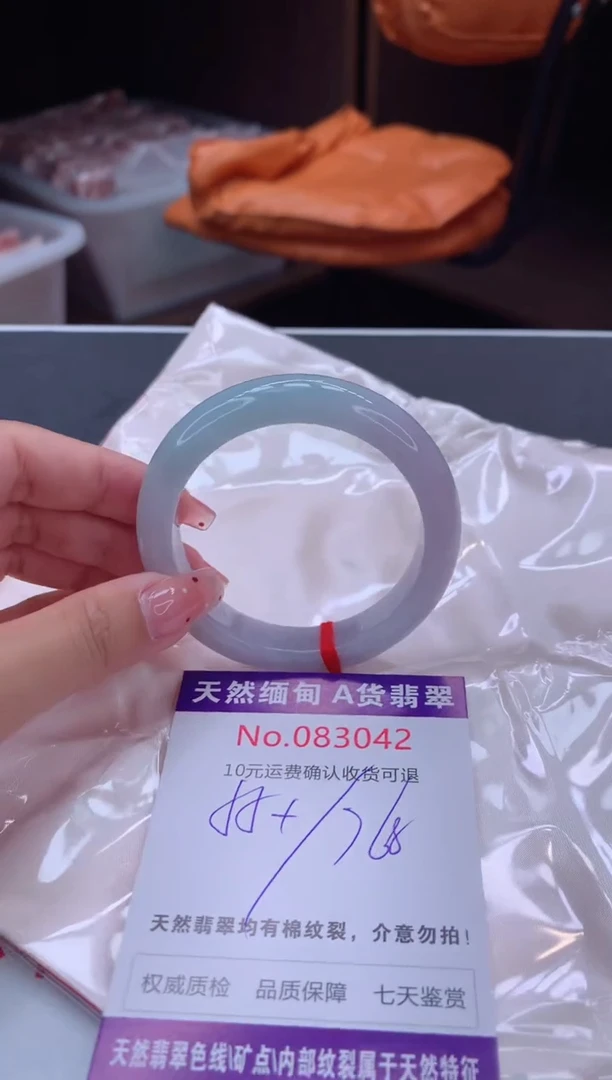 天然缅甸 A货翡翠
No.083042
10元运费确认收货可退
天然翡翠均有棉纹裂，介意勿拍！
权威质检 品质保障 七天鉴赏
天然翡翠色线\矿点\内部纹裂属于天然特征